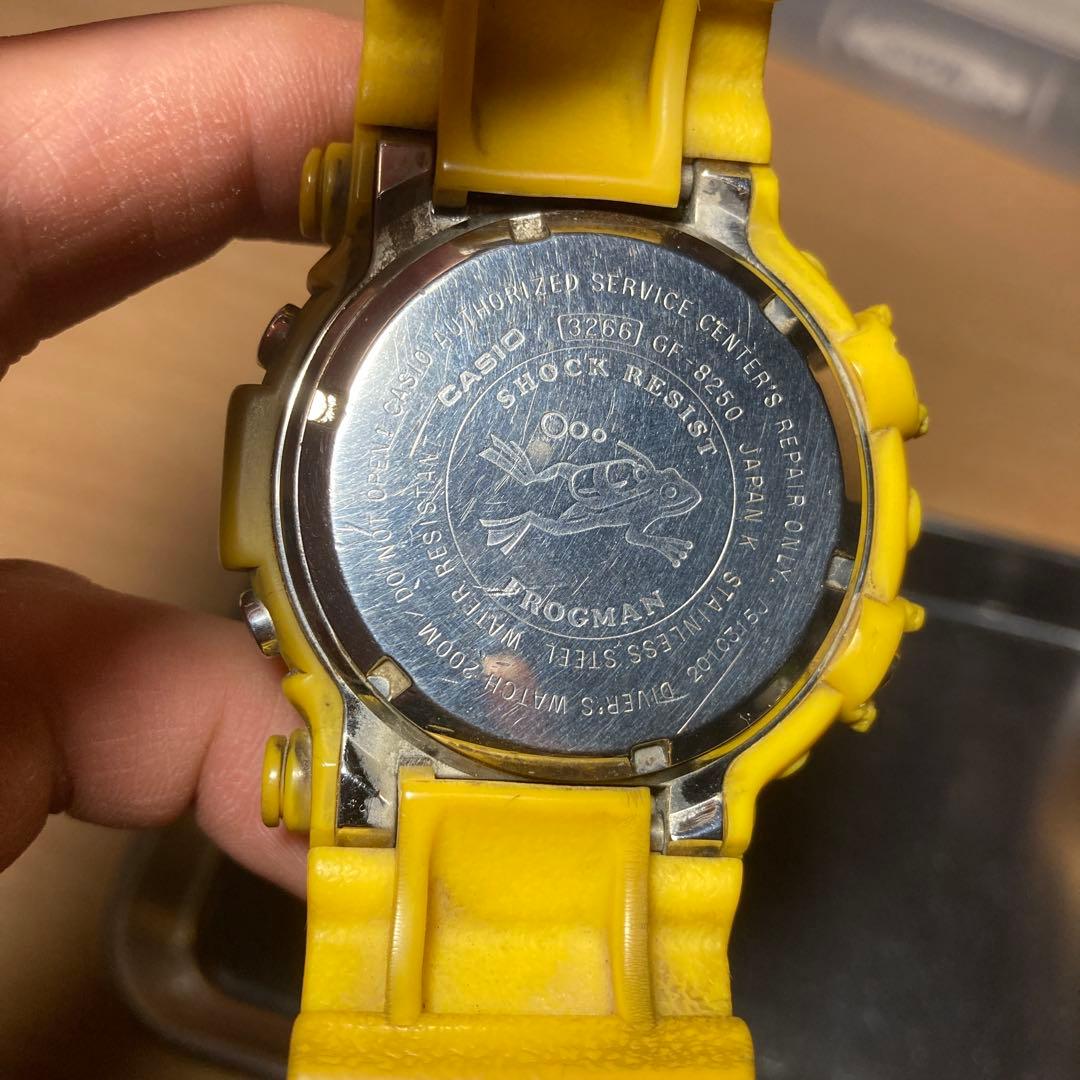 DO NOT OPEN! CASIO AUTHORIZED SERVICE CENTER'S REPAIR ONLY.
DIVER'S WATCH 200M /
CASIO 3266 GF-8250 JAPAN K
STAINLESS STEEL WATER RESISTANT
201C315J
SHOCK RESIST
FROGMAN